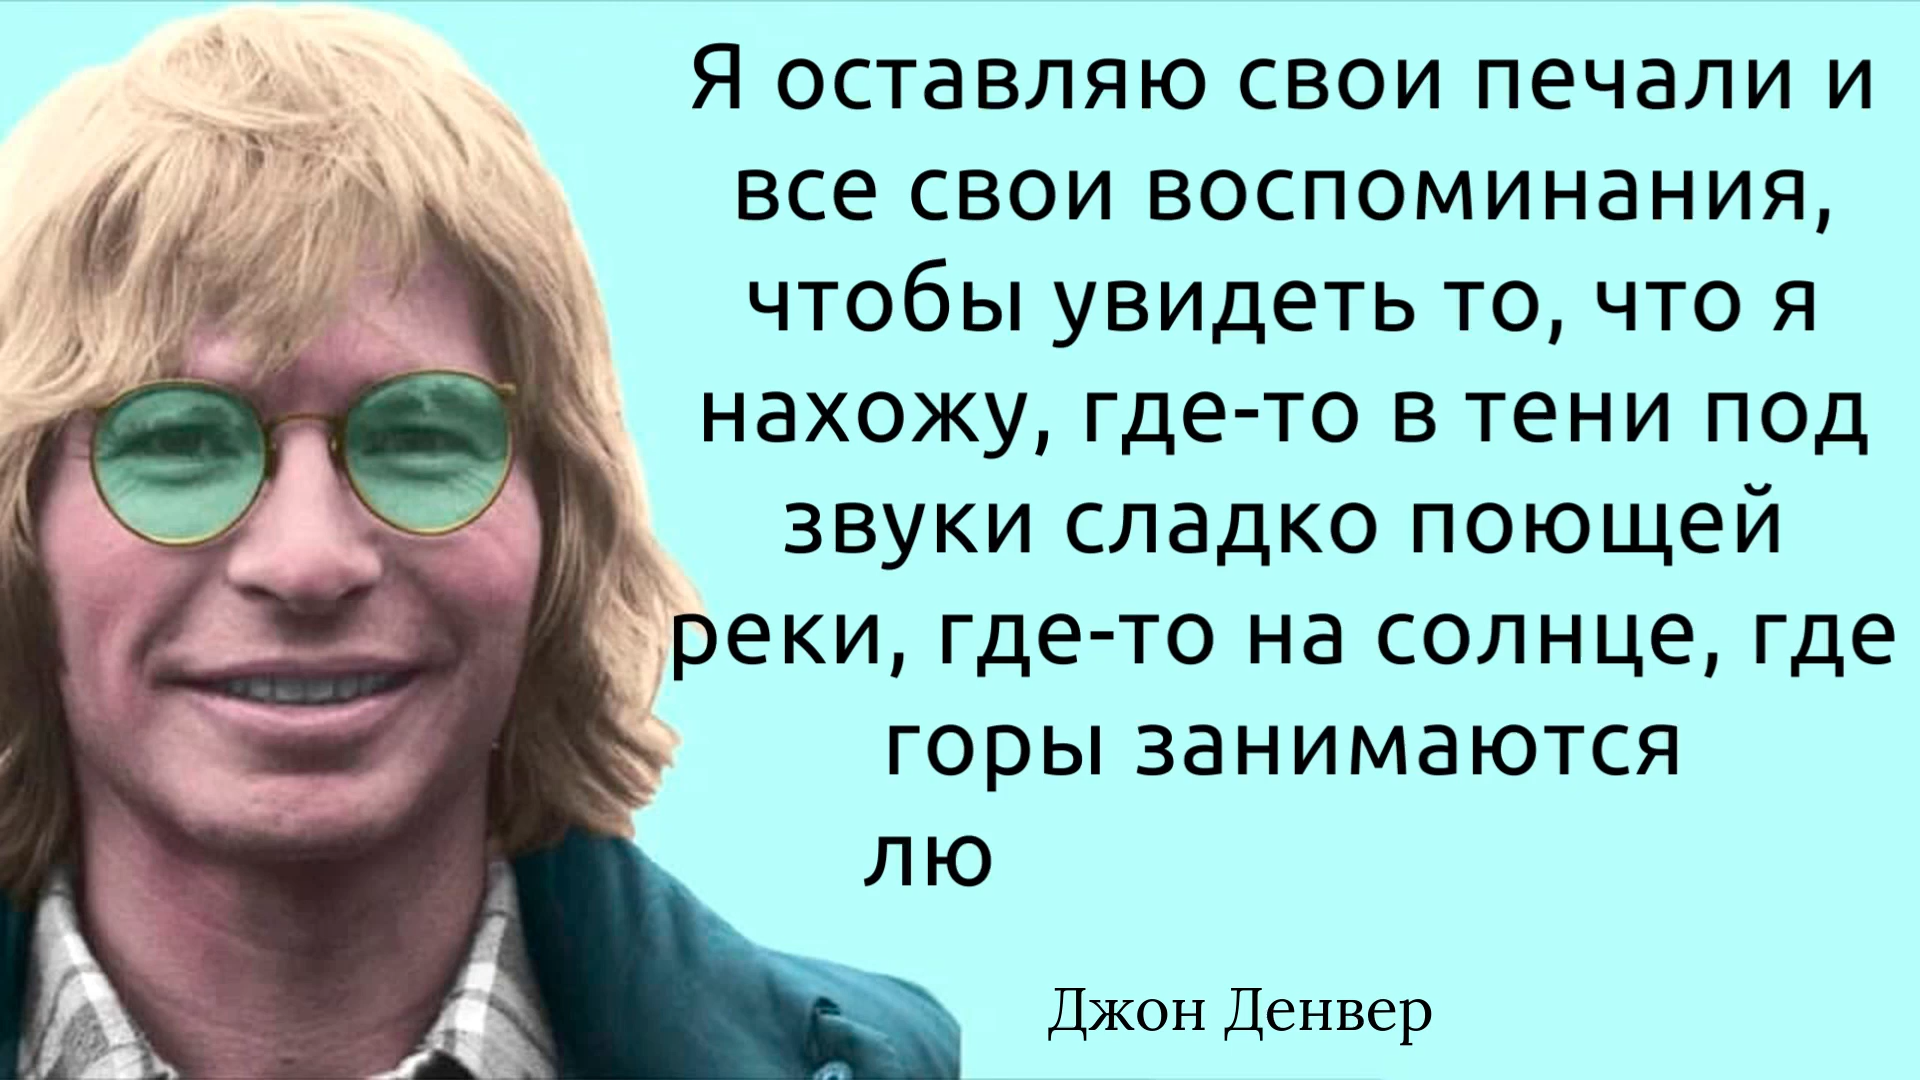 Я оставляю свои печали и
все свои воспоминания,
чтобы увидеть то, что я
нахожу, где-то в тени под
звуки сладко поющей
реки, где-то на солнце, где
горы занимаются
лю
Джон Денвер